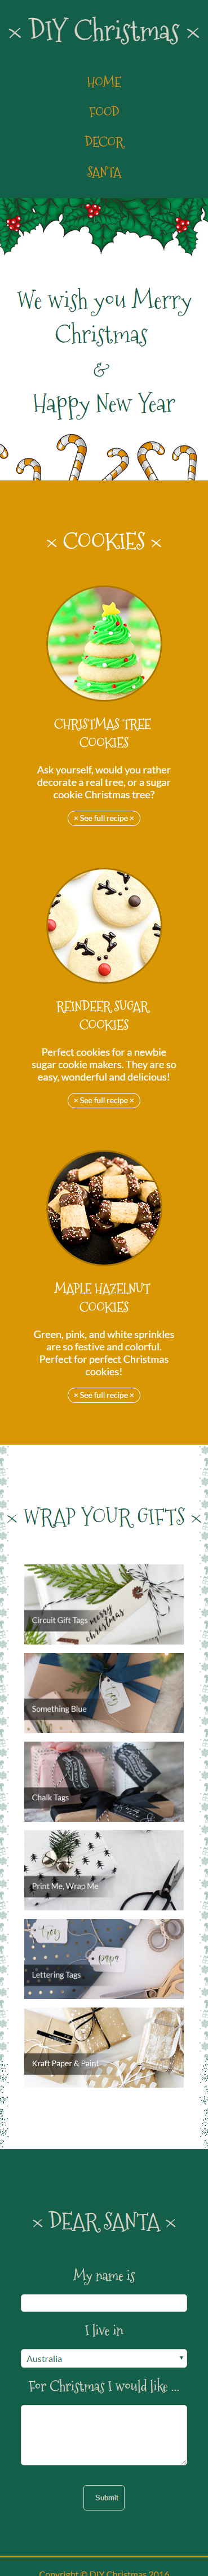 × DIY Christmas ×
HOME
FOOD
DECOR
SANTA
We wish you Merry
Christmas
&
Happy New Year
× COOKIES ×
CHRISTMAS TREE
COOKIES
Ask yourself, would you rather
decorate a real tree, or a sugar
cookie Christmas tree?
× See full recipe ×
REINDEER SUGAR
COOKIES
Perfect cookies for a newbie
sugar cookie makers. They are so
easy, wonderful and delicious!
× See full recipe ×
MAPLE HAZELNUT
COOKIES
Green, pink, and white sprinkles
are so festive and colorful.
Perfect for perfect Christmas
cookies!
× See full recipe ×
× WRAP YOUR GIFTS ×
merry
christmas
Circuit Gift Tags
Something Blue
Chalk Tags
Print Me, Wrap Me
Lettering Tags
Kraft Paper & Paint
× DEAR SANTA ×
My name is
I live in
Australia
For Christmas I would like ...
Submit
Copyright © DIY Christmas 2016